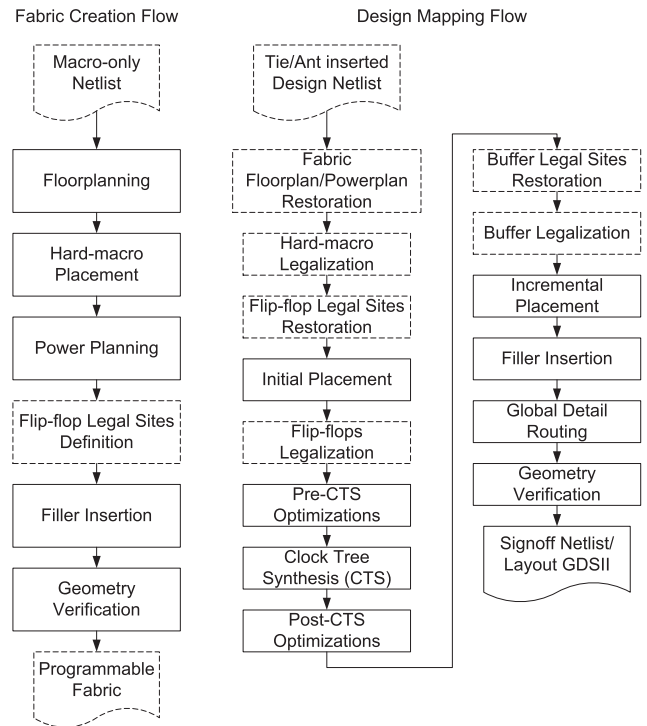 Fabric Creation Flow
Macro-only
Netlist
Floorplanning
Hard-macro
Placement
Power Planning
Flip-flop Legal Sites
Definition
Filler Insertion
Geometry
Verification
Programmable
Fabric
Design Mapping Flow
Tie/Ant inserted
Design Netlist
Fabric
Floorplan/Powerplan
Restoration
Hard-macro
Legalization
Flip-flop Legal Sites
Restoration
Initial Placement
Flip-flops
Legalization
Pre-CTS
Optimizations
Clock Tree
Synthesis (CTS)
Post-CTS
Optimizations
Buffer Legal Sites
Restoration
Buffer Legalization
Incremental
Placement
Filler Insertion
Global Detail
Routing
Geometry
Verification
Signoff Netlist/
Layout GDSII